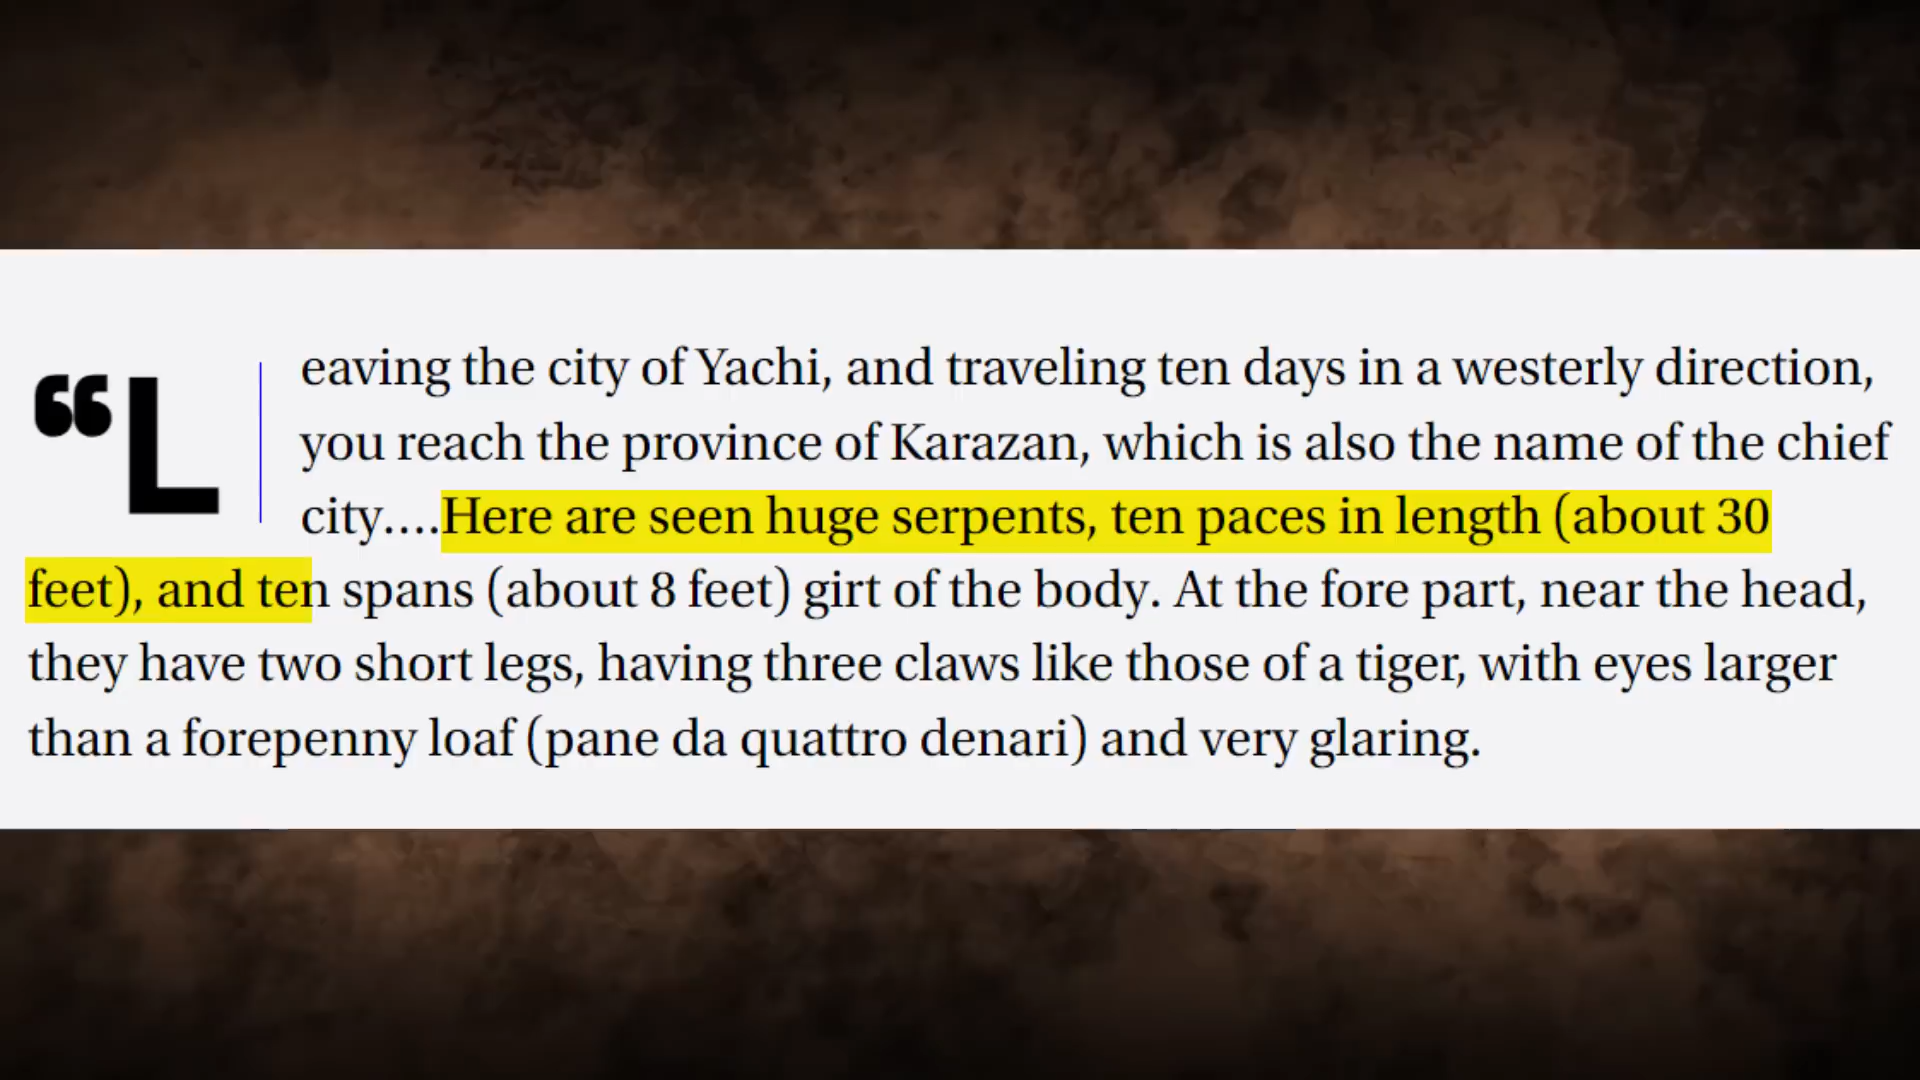 “Leaving the city of Yachi, and traveling ten days in a westerly direction,
you reach the province of Karazan, which is also the name of the chief
city....Here are seen huge serpents, ten paces in length (about 30
feet), and ten spans (about 8 feet) girt of the body. At the fore part, near the head,
they have two short legs, having three claws like those of a tiger, with eyes larger
than a forepenny loaf (pane da quattro denari) and very glaring.